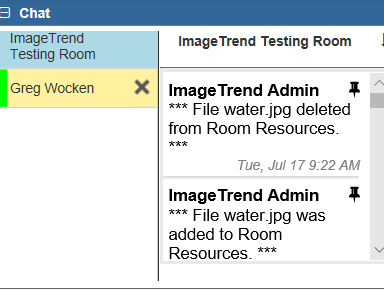 Chat
ImageTrend
Testing Room
Greg Wocken
ImageTrend Testing Room
ImageTrend Admin
*** File water.jpg deleted
from Room Resources.
***
Tue, Jul 17 9:22 AM
ImageTrend Admin
*** File water.jpg was
added to Room
Resources. ***